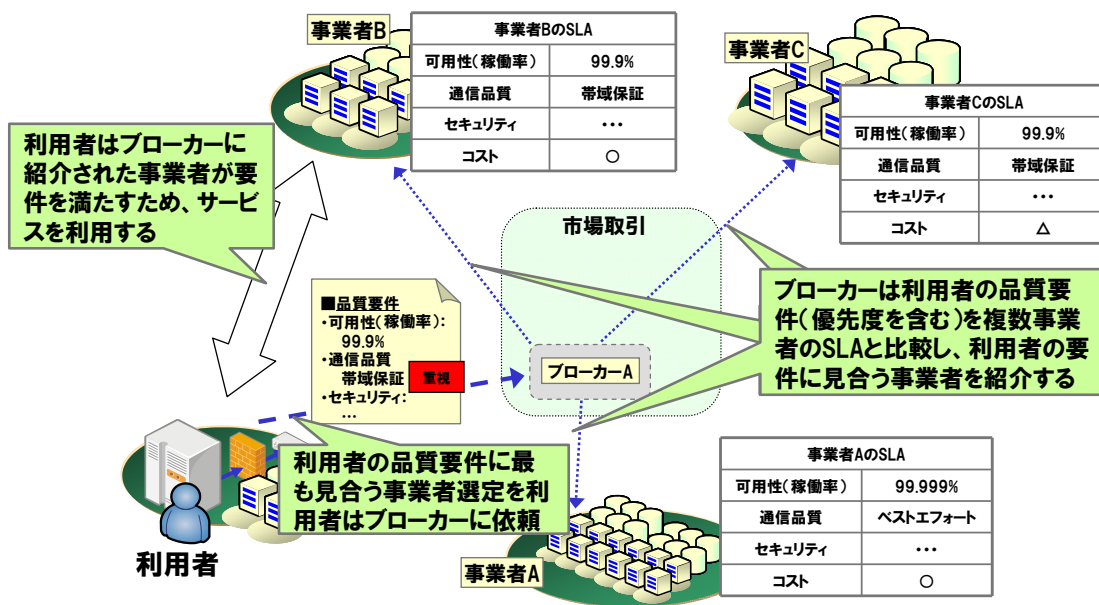 事業者B
事業者BのSLA
可用性(稼働率) 99.9%
通信品質 帯域保証
セキュリティ ・・・
コスト ○
事業者C
事業者CのSLA
可用性(稼働率) 99.9%
通信品質 帯域保証
セキュリティ ・・・
コスト △
利用者はブローカーに
紹介された事業者が要
件を満たすため、サービ
スを利用する
市場取引
■品質要件
・可用性(稼働率):
99.9%
・通信品質
帯域保証
・セキュリティ:
…
重視
ブローカーA
ブローカーは利用者の品質要
件(優先度を含む)を複数事業
者のSLAと比較し、利用者の要
件に見合う事業者を紹介する
利用者の品質要件に最
も見合う事業者選定を利
用者はブローカーに依頼
利用者
事業者A
事業者AのSLA
可用性(稼働率) 99.999%
通信品質 ベストエフォート
セキュリティ ・・・
コスト ○